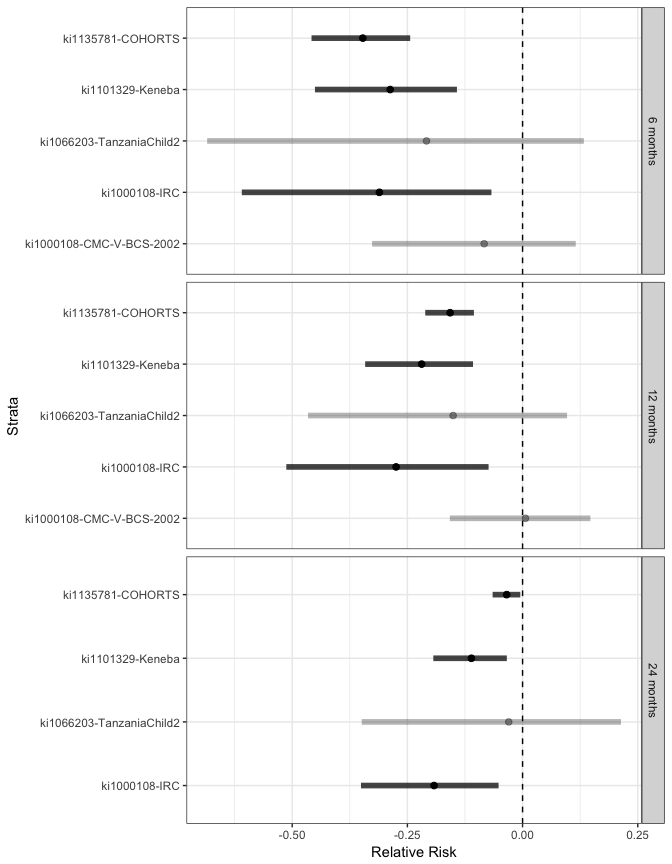 ki1135781-COHORTS
ki1101329-Keneba
ki1066203-TanzaniaChild2
ki1000108-IRC
ki1000108-CMC-V-BCS-2002
6 months
ki1135781-COHORTS
ki1101329-Keneba
ki1066203-TanzaniaChild2
ki1000108-IRC
ki1000108-CMC-V-BCS-2002
12 months
Strata
ki1135781-COHORTS
ki1101329-Keneba
ki1066203-TanzaniaChild2
ki1000108-IRC
24 months
-0.50 -0.25 0.00 0.25
Relative Risk